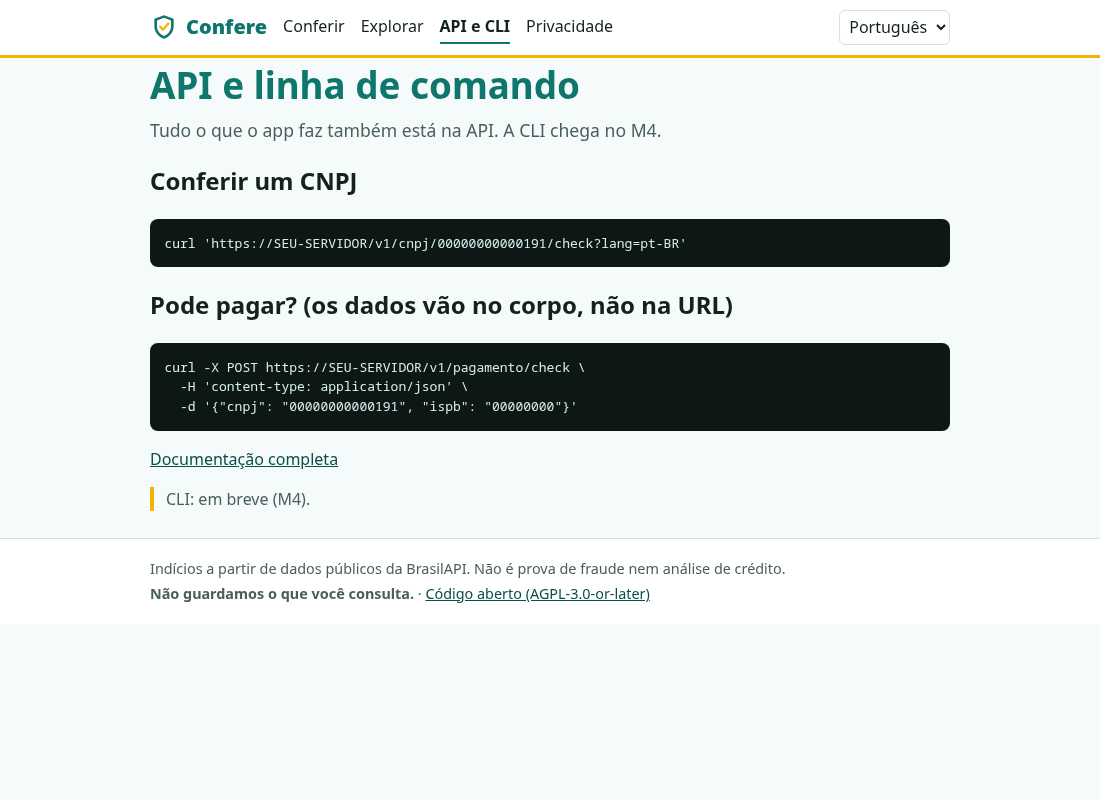 Confere Conferir Explorar API e CLI Privacidade Português
API e linha de comando
Tudo o que o app faz também está na API. A CLI chega no M4.
Conferir um CNPJ
curl 'https://SEU-SERVIDOR/v1/cnpj/00000000000191/check?lang=pt-BR'
Pode pagar? (os dados vão no corpo, não na URL)
curl -X POST https://SEU-SERVIDOR/v1/pagamento/check \
  -H 'content-type: application/json' \
  -d '{"cnpj": "00000000000191", "ispb": "00000000"}'
Documentação completa
CLI: em breve (M4).
Indícios a partir de dados públicos da BrasilAPI. Não é prova de fraude nem análise de crédito.
Não guardamos o que você consulta. · Código aberto (AGPL-3.0-or-later)